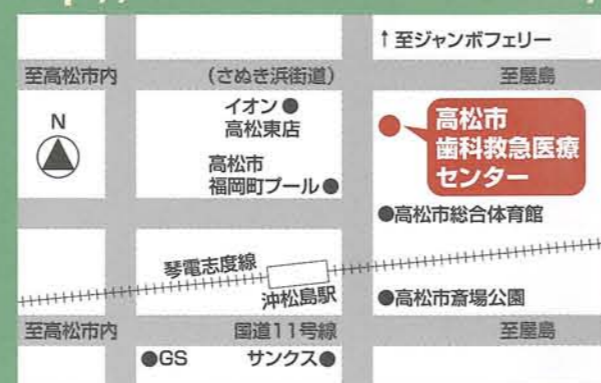 ↑至ジャンボフェリー
至高松市内
(さぬき浜街道)
至屋島
N
イオン●
高松東店
高松市
歯科救急医療
センター
高松市
福岡町プール●
●高松市総合体育館
琴電志度線
沖松島駅
●高松市斎場公園
至高松市内
国道11号線
至屋島
●GS
サンクス●